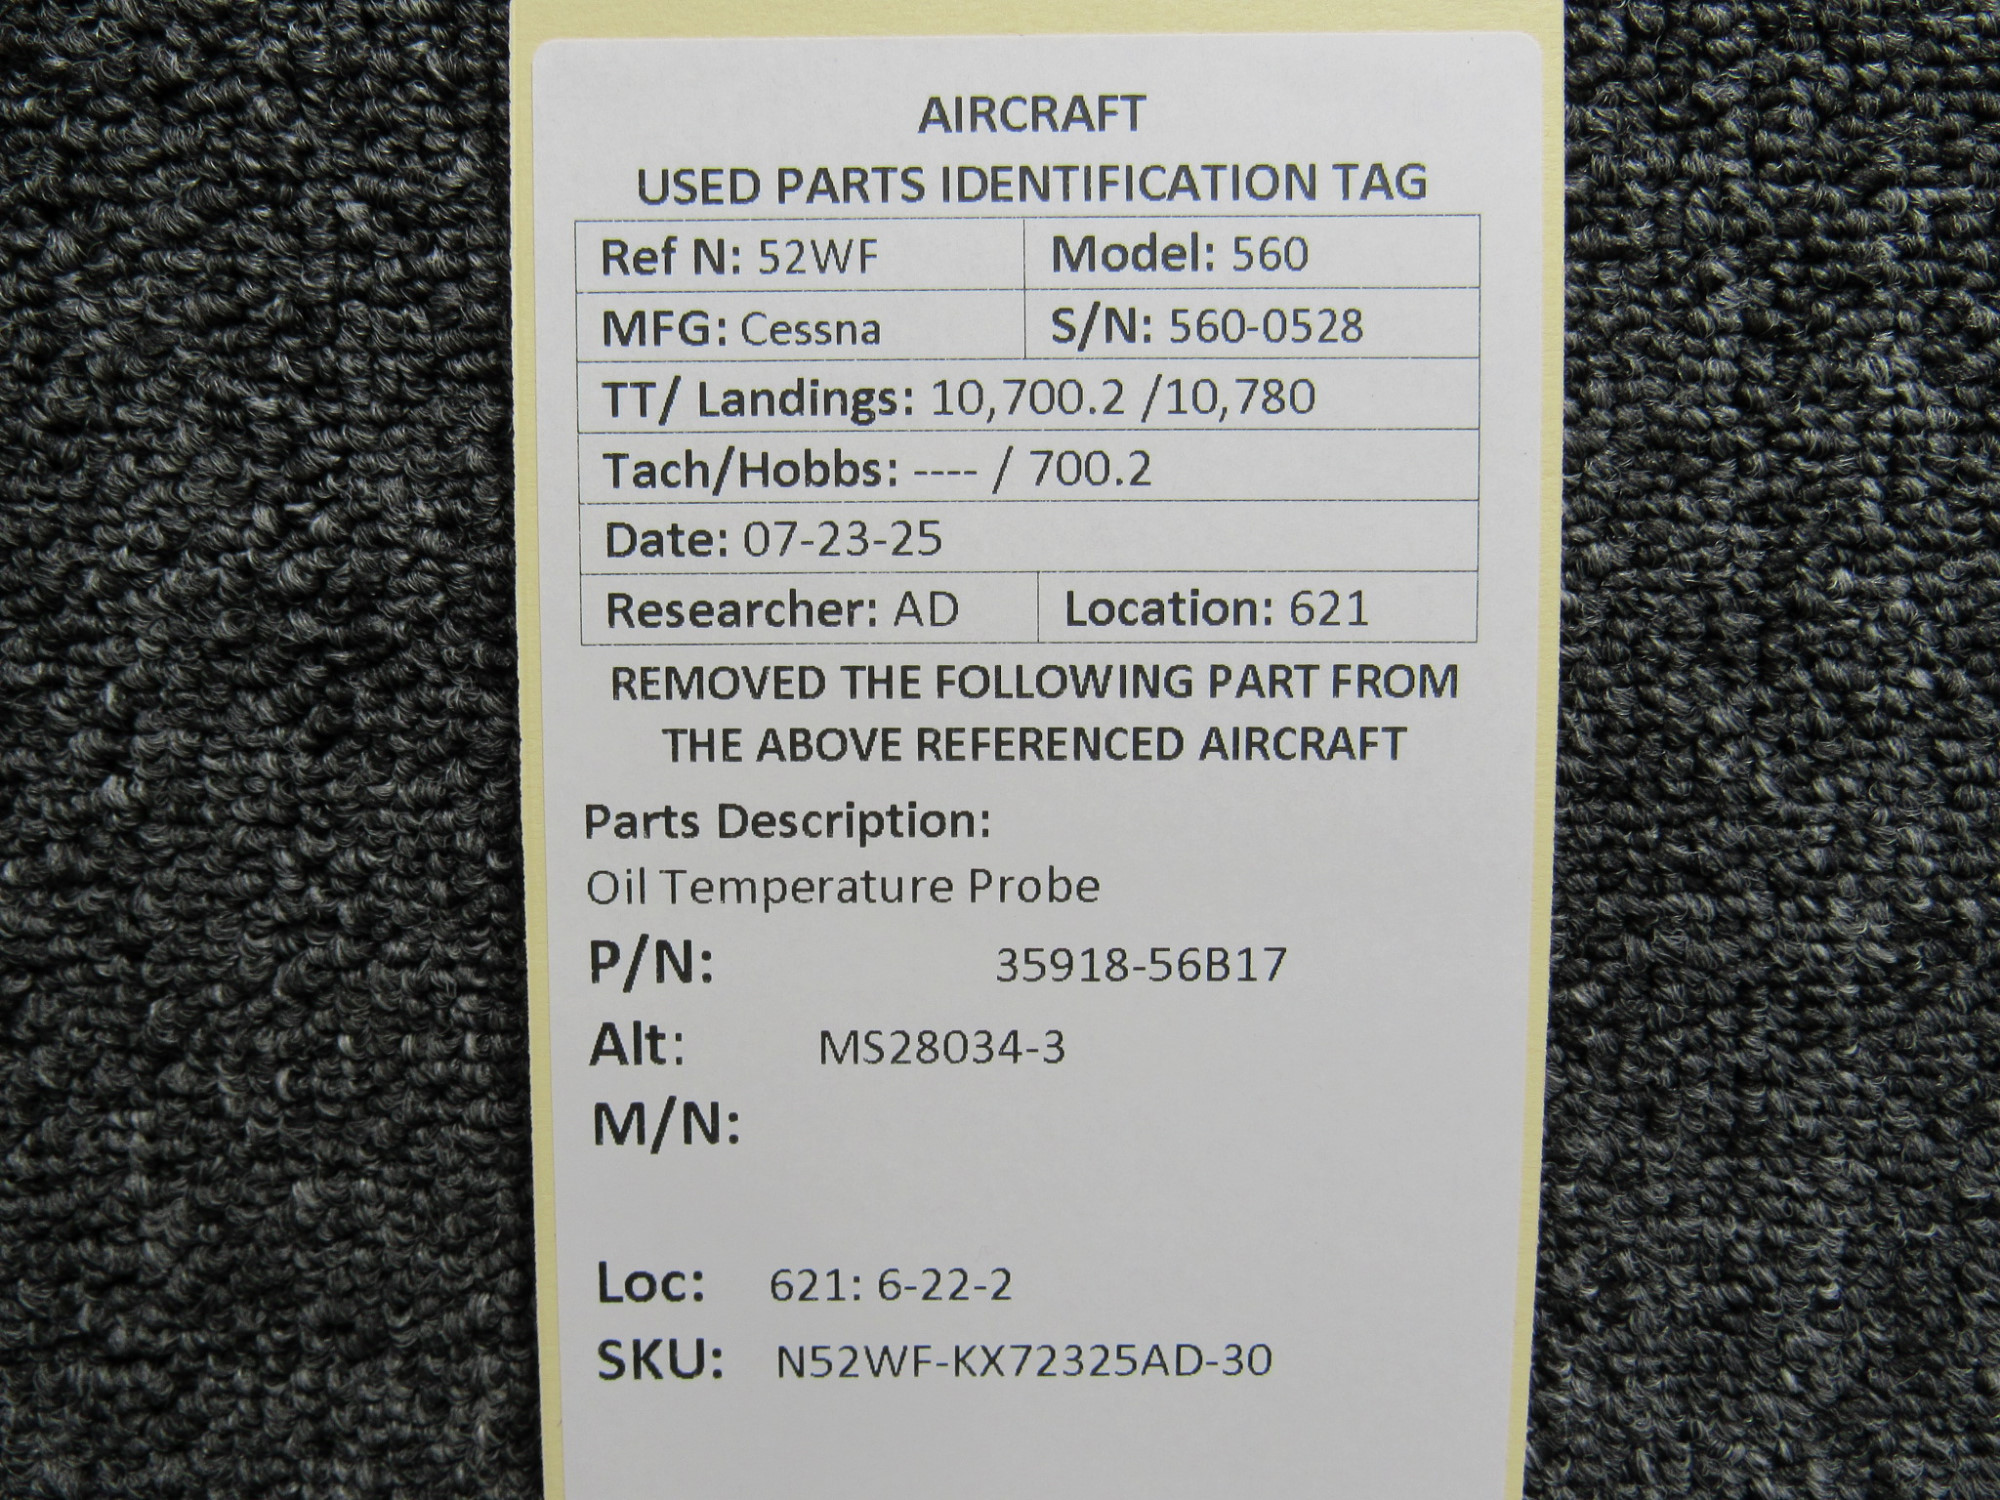 AIRCRAFT
USED PARTS IDENTIFICATION TAG
Ref N: 52WF Model: 560
MFG: Cessna S/N: 560-0528
TT/ Landings: 10,700.2 /10,780
Tach/Hobbs: ---- / 700.2
Date: 07-23-25
Researcher: AD Location: 621
REMOVED THE FOLLOWING PART FROM
THE ABOVE REFERENCED AIRCRAFT
Parts Description:
Oil Temperature Probe
P/N: 35918-56B17
Alt: MS28034-3
M/N:
Loc: 621: 6-22-2
SKU: N52WF-KX72325AD-30